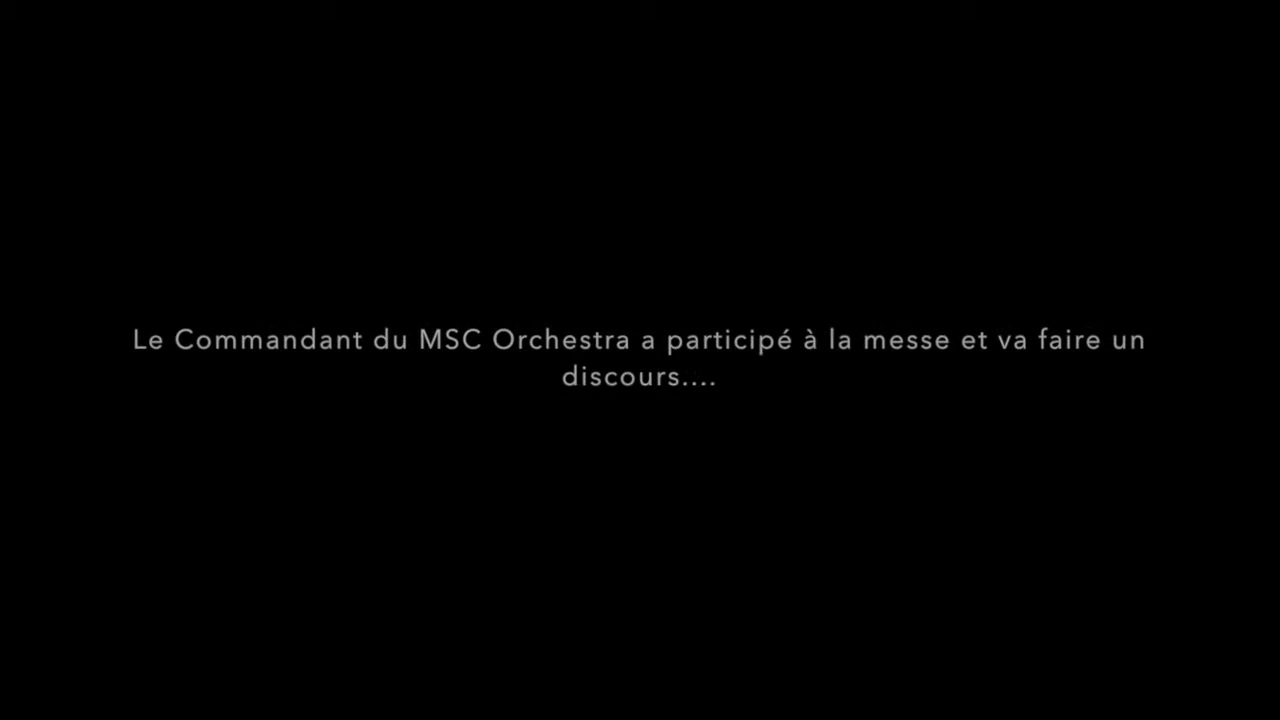 Le Commandant du MSC Orchestra a participé à la messe et va faire un
discours....